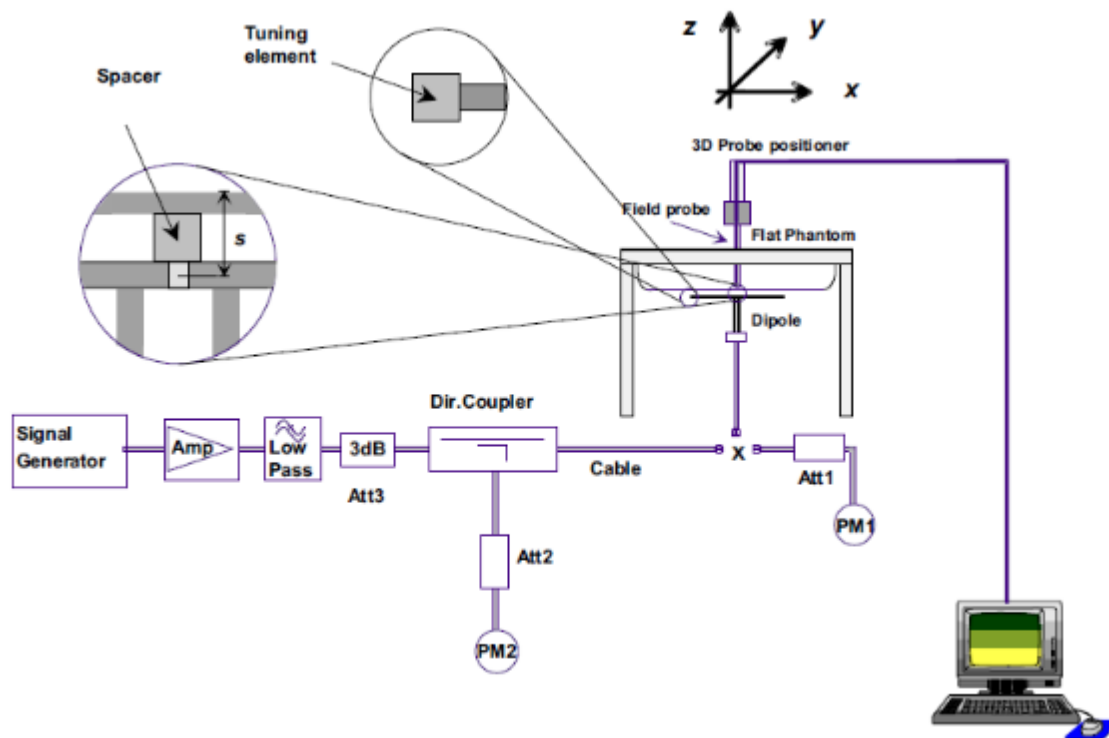 Tuning
element
Spacer
z
y
x
3D Probe positioner
Field probe
Flat Phantom
s
Dipole
Dir.Coupler
Signal
Generator
Amp
Low
Pass
3dB
Att3
Cable
X
Att1
PM1
Att2
PM2